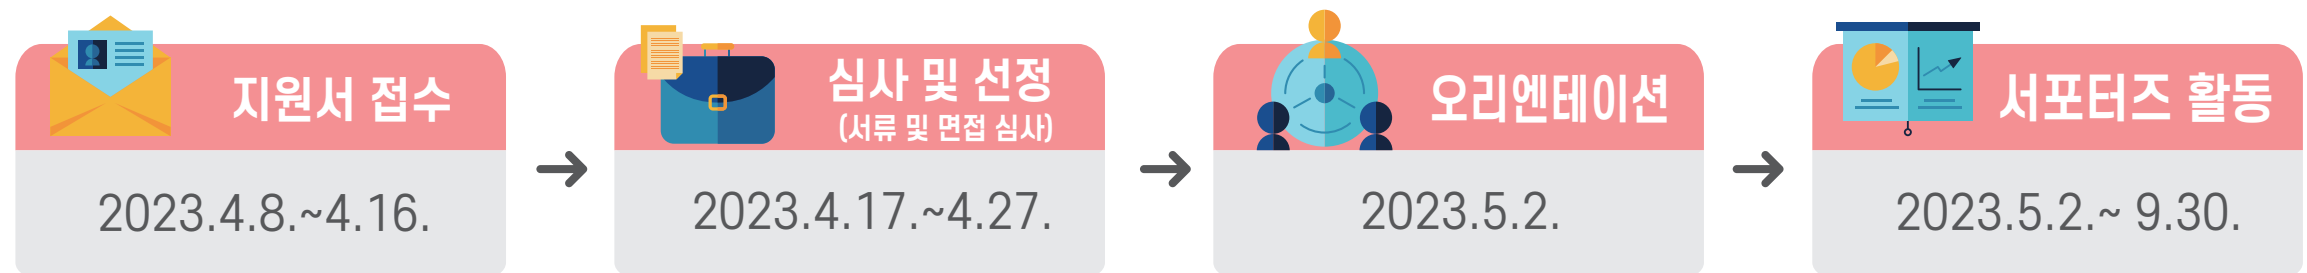 지원서 접수
2023.4.8.~4.16.
심사 및 선정
(서류 및 면접 심사)
2023.4.17.~4.27.
오리엔테이션
2023.5.2.
서포터즈 활동
2023.5.2.~ 9.30.